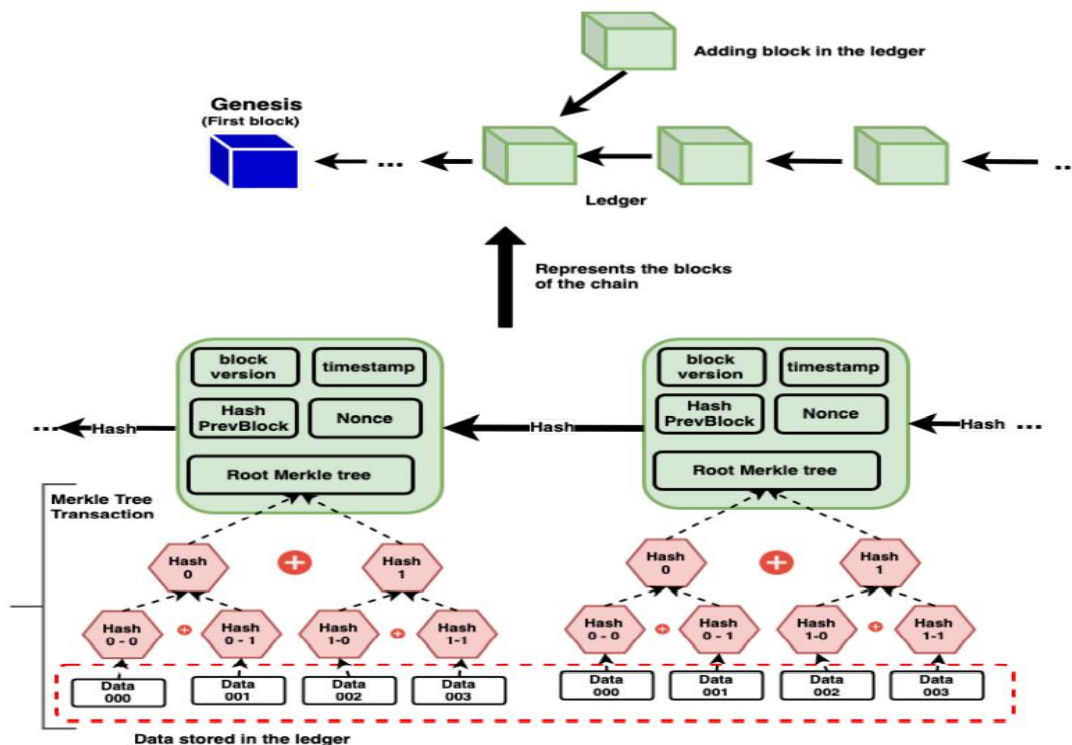 Adding block in the ledger
Genesis
(First block)
...
...
Ledger
Represents the blocks
of the chain
block
version
timestamp
Hash
PrevBlock
Nonce
Root Merkle tree
block
version
timestamp
Hash
PrevBlock
Nonce
Root Merkle tree
...
Hash
Hash
Hash
...
Merkle Tree
Transaction
Hash
0
+
Hash
1
Hash
0
+
Hash
1
Hash
0 - 0
+
Hash
0 - 1
Hash
1-0
+
Hash
1-1
Hash
0 - 0
+
Hash
0 - 1
Hash
1-0
+
Hash
1-1
Data
000
Data
001
Data
002
Data
003
Data
000
Data
001
Data
002
Data
003
Data stored in the ledger